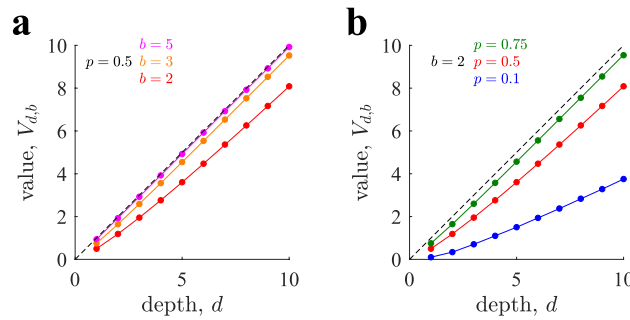 a
value, V_{d,b}
10
8
6
4
2
0
0
5
10
depth, d
p = 0.5
b = 5
b = 3
b = 2
b
value, V_{d,b}
10
8
6
4
2
0
0
5
10
depth, d
b = 2
p = 0.75
p = 0.5
p = 0.1